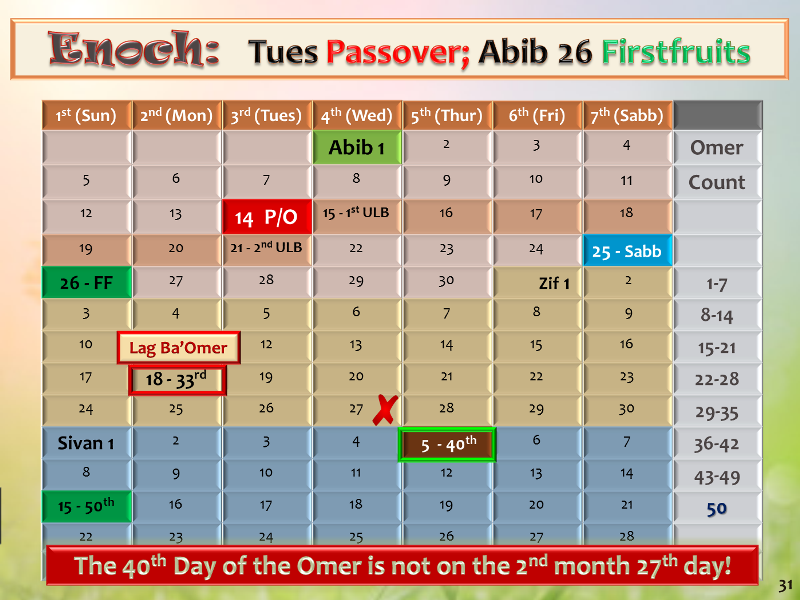 Enoch: Tues Passover; Abib 26 Firstfruits
1st (Sun) 2nd (Mon) 3rd (Tues) 4th (Wed) 5th (Thur) 6th (Fri) 7th (Sabb)
Abib 1 2 3 4 Omer
5 6 7 8 9 10 11 Count
12 13 14 P/O 15 - 1st ULB 16 17 18
19 20 21 - 2nd ULB 22 23 24 25 - Sabb
26 - FF 27 28 29 30 Zif 1 2 1-7
3 4 5 6 7 8 9 8-14
10 Lag Ba’Omer 12 13 14 15 16 15-21
17 18 - 33rd 19 20 21 22 23 22-28
24 25 26 27 ✗ 28 29 30 29-35
Sivan 1 2 3 4 5 - 40th 6 7 36-42
8 9 10 11 12 13 14 43-49
15 - 50th 16 17 18 19 20 21 50
22 23 24 25 26 27 28
The 40th Day of the Omer is not on the 2nd month 27th day!
31